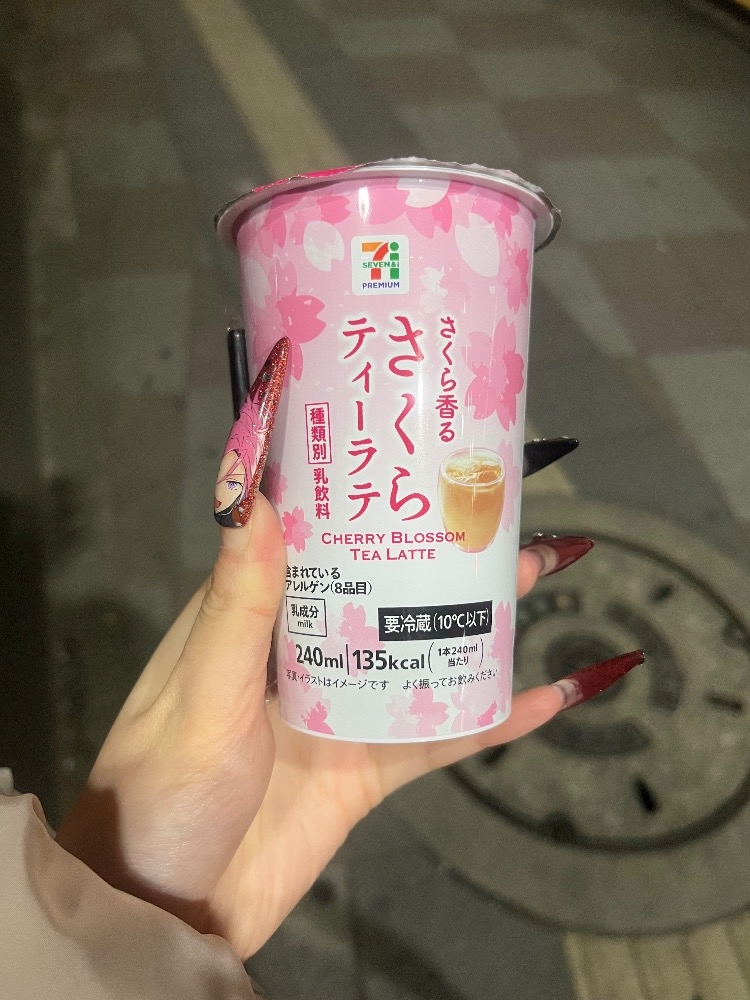 7i
SEVEN&i
PREMIUM
さくら香る
さくら
ティーラテ
種類別 乳飲料
CHERRY BLOSSOM
TEA LATTE
含まれている
アレルゲン(8品目)
乳成分
milk
要冷蔵(10℃以下)
240ml 135kcal (1本240ml
当たり)
写真・イラストはイメージです よく振ってお飲みください